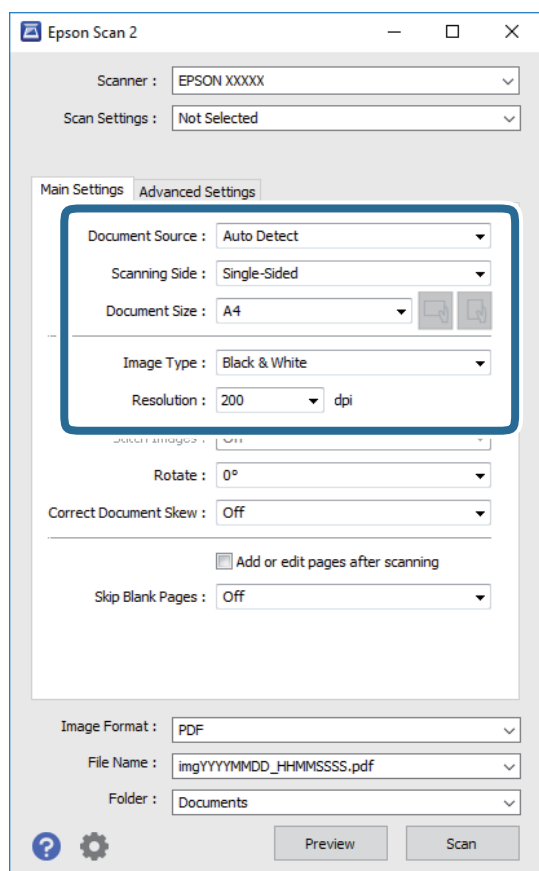 Epson Scan 2
Scanner : EPSON XXXXX
Scan Settings : Not Selected
Main Settings Advanced Settings
Document Source : Auto Detect
Scanning Side : Single-Sided
Document Size : A4
Image Type : Black & White
Resolution : 200 dpi
Stitch Images : On
Rotate : 0°
Correct Document Skew : Off
Add or edit pages after scanning
Skip Blank Pages : Off
Image Format : PDF
File Name : imgYYYYMMDD_HHMMSSSS.pdf
Folder : Documents
? Preview Scan